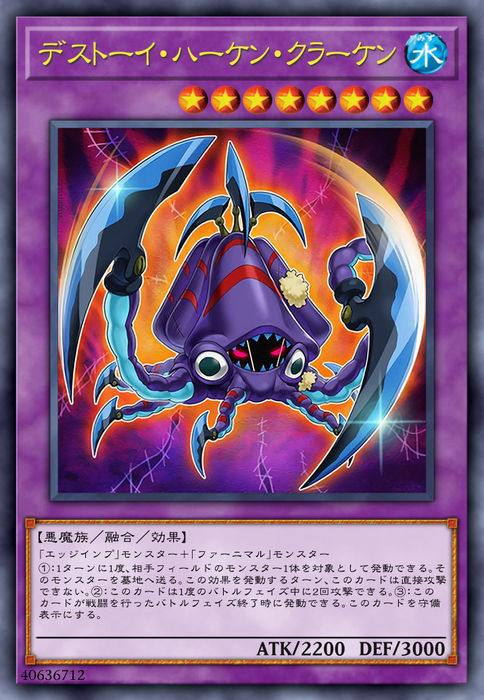 デストーイ・ハーケン・クラーケン
みず
水
【悪魔族／融合／効果】
「エッジインプ」モンスター＋「ファーニマル」モンスター
①：1ターンに1度、相手フィールドのモンスター1体を対象として発動できる。そ
のモンスターを墓地へ送る。この効果を発動するターン、このカードは直接攻撃
できない。②：このカードは1度のバトルフェイズ中に2回攻撃できる。③：この
カードが戦闘を行ったバトルフェイズ終了時に発動できる。このカードを守備
表示にする。
ATK/2200 DEF/3000
40636712